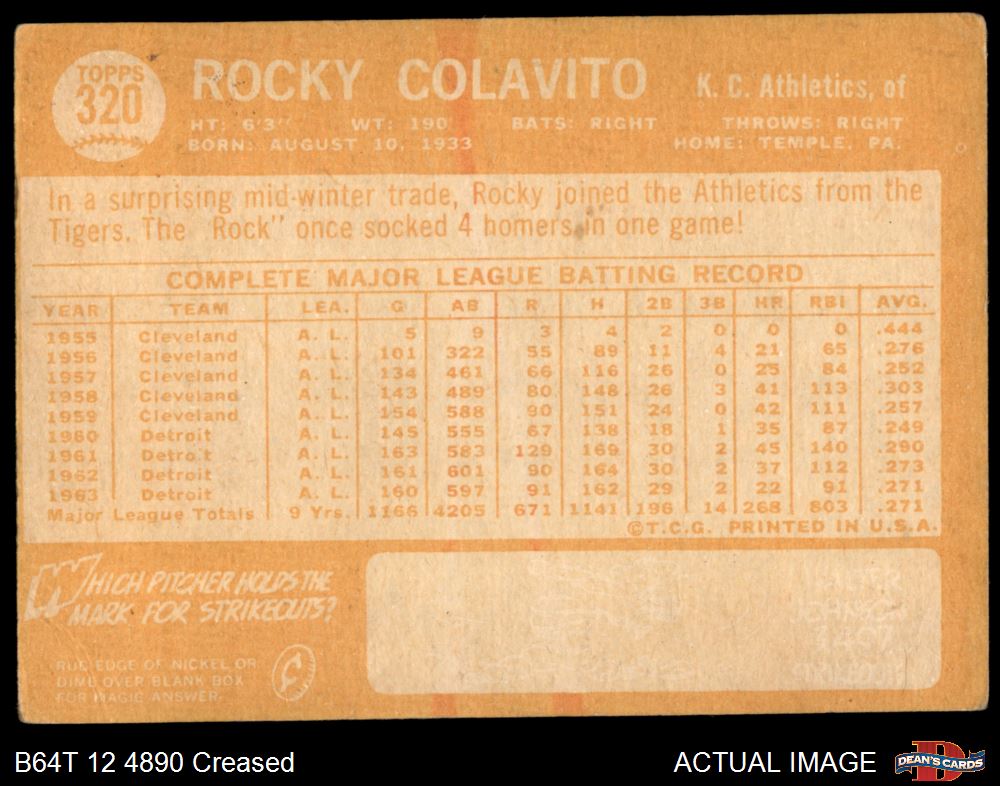 TOPPS
320
ROCKY COLAVITO
K. C. Athletics, of
HT: 6'3" WT: 190 BATS: RIGHT THROWS: RIGHT
BORN: AUGUST 10, 1933 HOME: TEMPLE, PA.
In a surprising mid-winter trade, Rocky joined the Athletics from the
Tigers. The "Rock" once socked 4 homers in one game!
COMPLETE MAJOR LEAGUE BATTING RECORD
YEAR TEAM LEA. G AB R H 2B 3B HR RBI AVG.
1955 Cleveland A. L. 5 9 3 4 2 0 0 0 .444
1956 Cleveland A. L. 101 322 55 89 11 4 21 65 .276
1957 Cleveland A. L. 134 461 66 116 26 0 25 84 .252
1958 Cleveland A. L. 143 489 80 148 26 3 41 113 .303
1959 Cleveland A. L. 154 588 90 151 24 0 42 111 .257
1960 Detroit A. L. 145 555 67 138 18 1 35 87 .249
1961 Detroit A. L. 163 583 129 169 30 2 45 140 .290
1962 Detroit A. L. 161 601 90 164 30 2 37 112 .273
1963 Detroit A. L. 160 597 91 162 29 2 22 91 .271
Major League Totals 9 Yrs. 1166 4205 671 1141 196 14 268 803 .271
©T.C.G. PRINTED IN U.S.A.
WHICH PITCHER HOLDS THE
MARK FOR STRIKEOUTS?
RUB EDGE OF NICKEL OR
DIME OVER BLANK BOX
FOR MAGIC ANSWER.
WALTER
JOHNSON
B64T 12 4890 Creased
ACTUAL IMAGE
DEAN'S CARDS